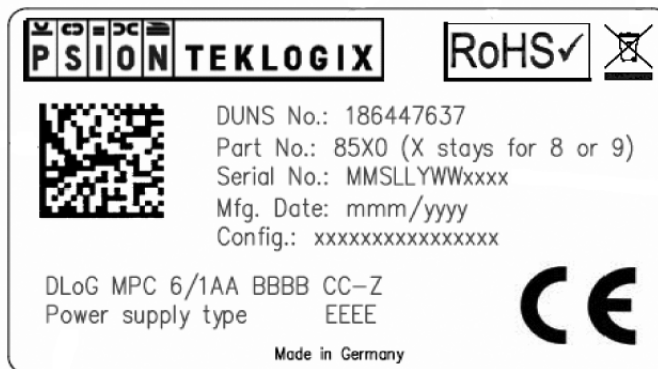 PSION TEKLOGIX
RoHS✓
DUNS No.: 186447637
Part No.: 85X0 (X stays for 8 or 9)
Serial No.: MMSLLYWWxxxx
Mfg. Date: mmm/yyyy
Config.: xxxxxxxxxxxxxxxx
DLoG MPC 6/1AA BBBB CC-Z
Power supply type EEEE
CE
Made in Germany